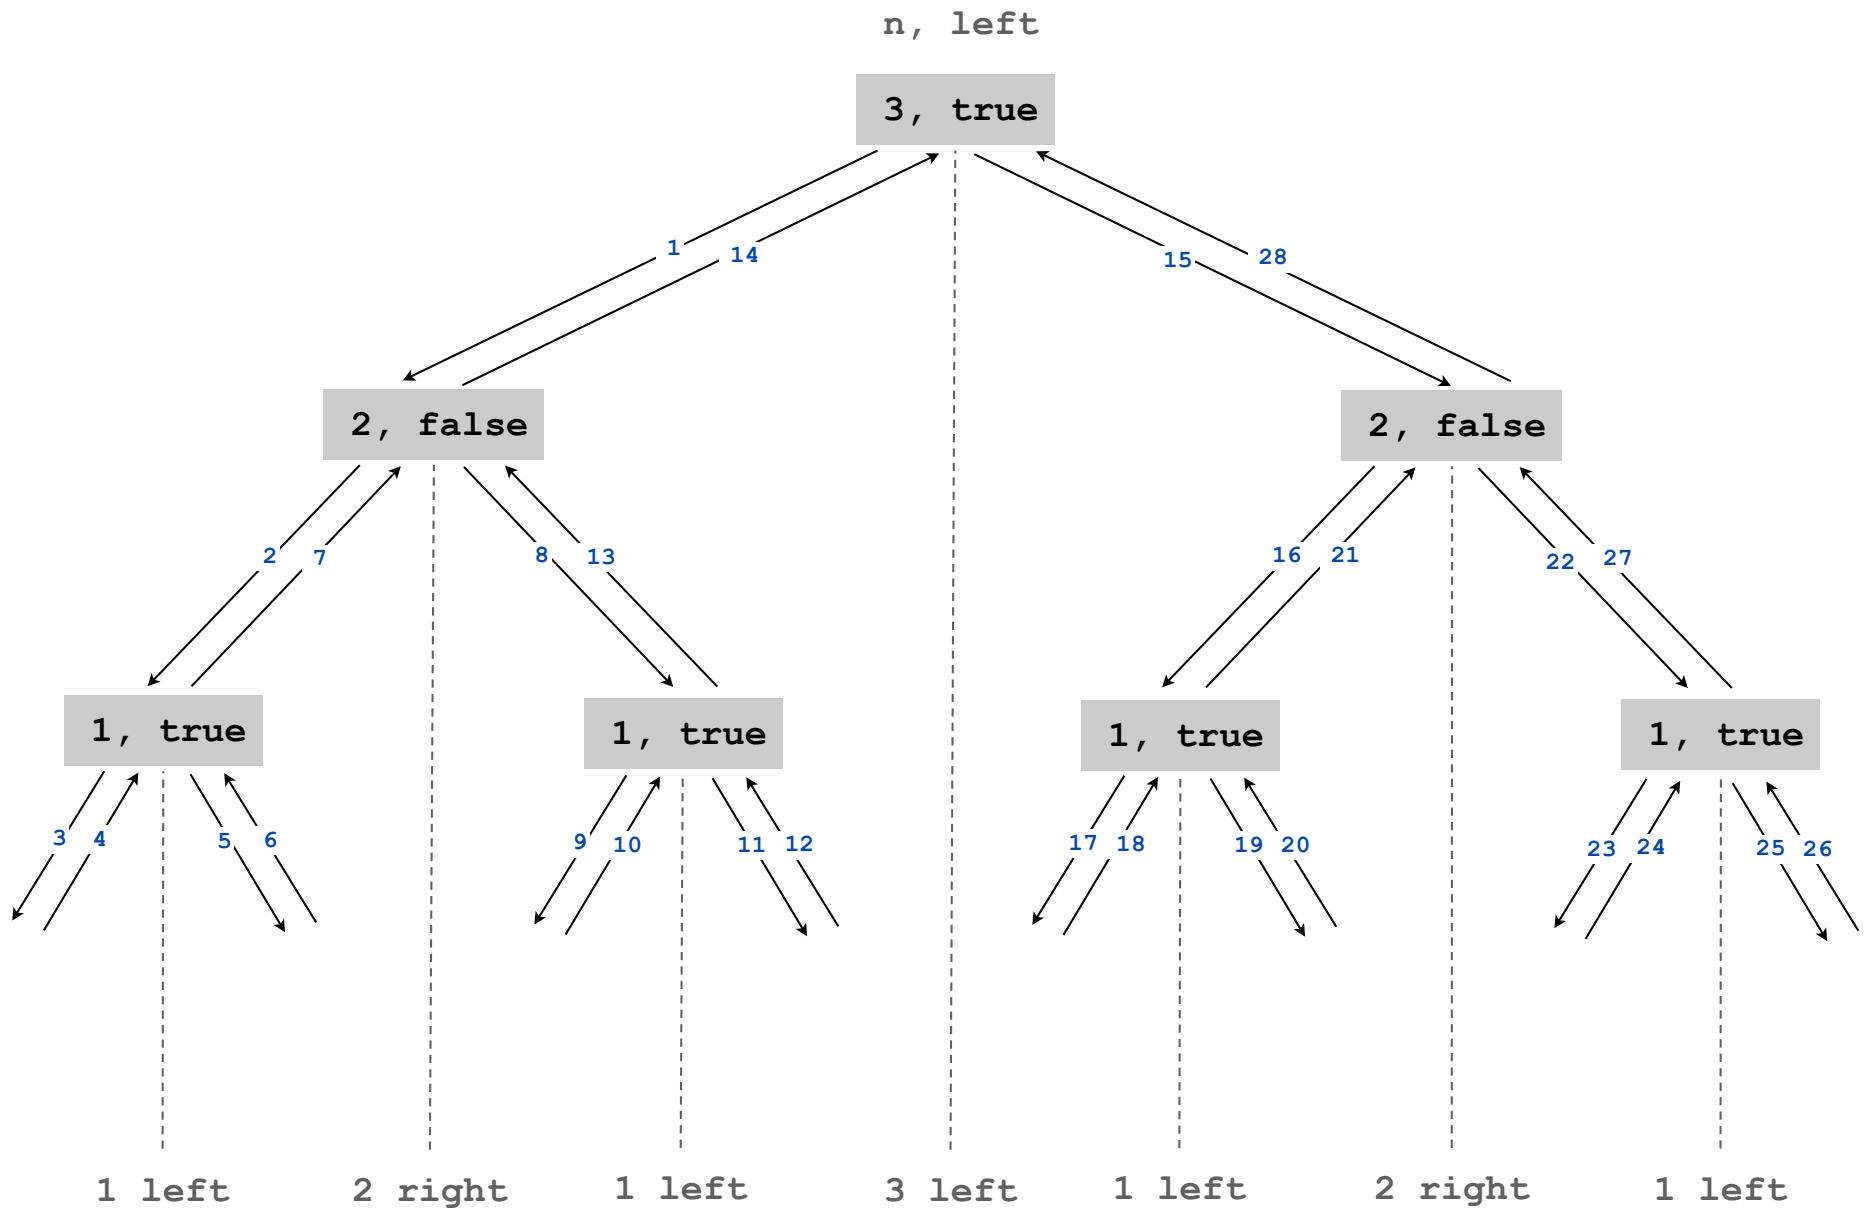 n, left
3, true
1
14
15
28
2, false
2, false
2
7
8
13
16
21
22
27
1, true
1, true
1, true
1, true
3
4
5
6
9
10
11
12
17
18
19
20
23
24
25
26
1 left
2 right
1 left
3 left
1 left
2 right
1 left